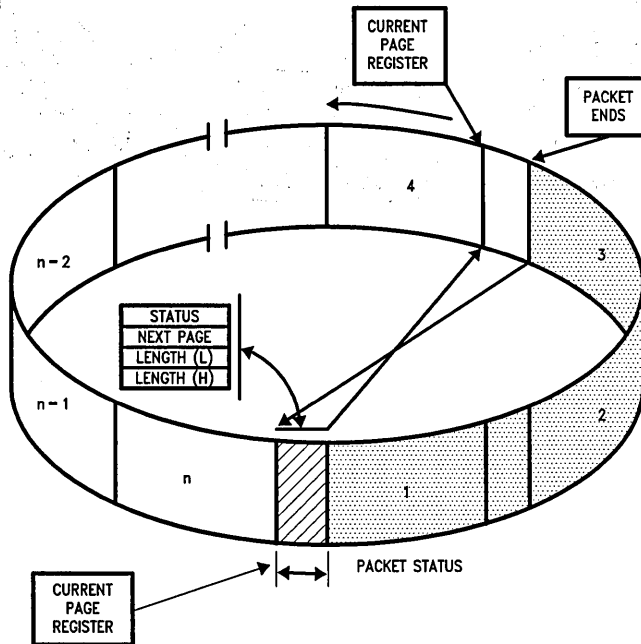 CURRENT
PAGE
REGISTER
PACKET
ENDS
4
3
n-2
STATUS
NEXT PAGE
LENGTH (L)
LENGTH (H)
n-1
2
n
1
PACKET STATUS
CURRENT
PAGE
REGISTER